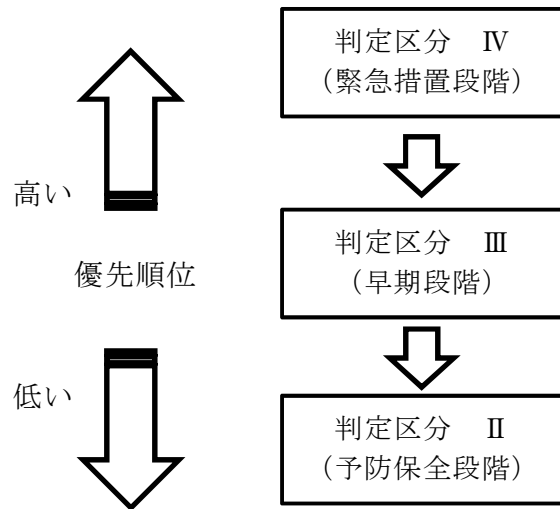 判定区分　Ⅳ
(緊急措置段階)
高い
判定区分　Ⅲ
(早期段階)
優先順位
低い
判定区分　Ⅱ
(予防保全段階)